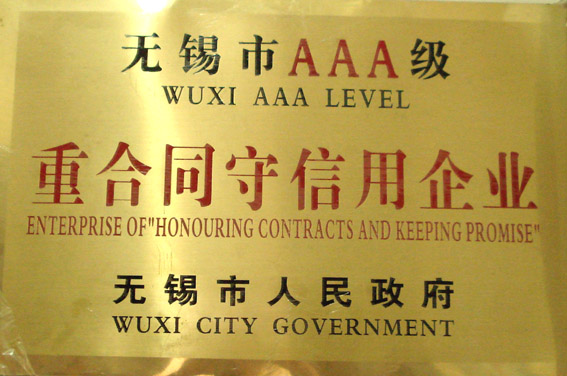 无锡市AAA级
WUXI AAA LEVEL
重合同守信用企业
ENTERPRISE OF"HONOURING CONTRACTS AND KEEPING PROMISE"
无锡市人民政府
WUXI CITY GOVERNMENT